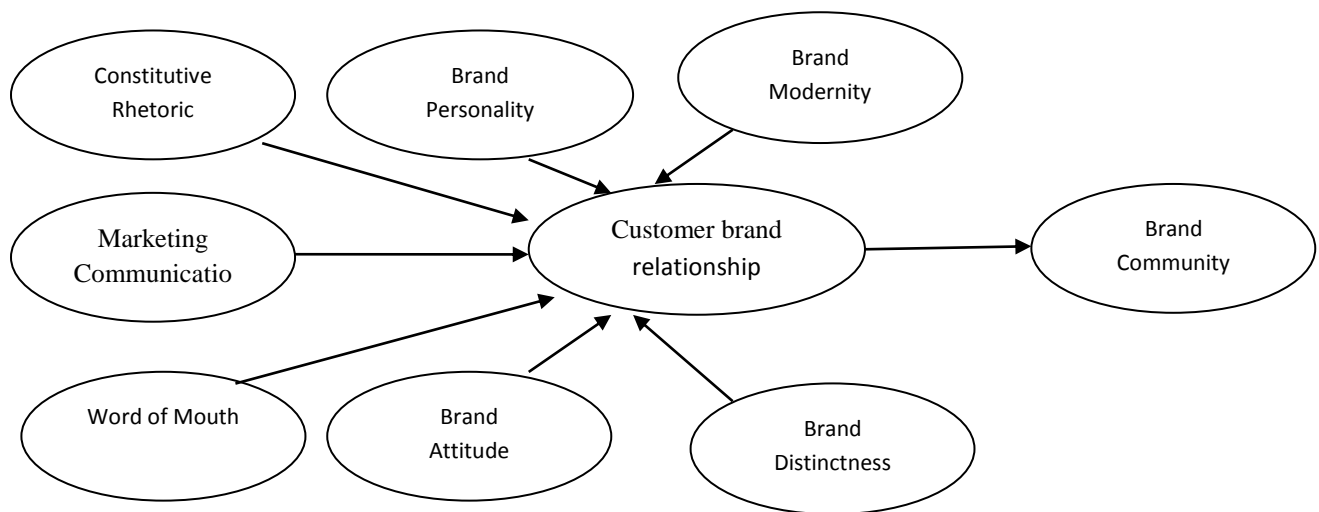 Constitutive
Rhetoric
Brand
Personality
Brand
Modernity
Marketing
Communicatio
Customer brand
relationship
Brand
Community
Word of Mouth
Brand
Attitude
Brand
Distinctness